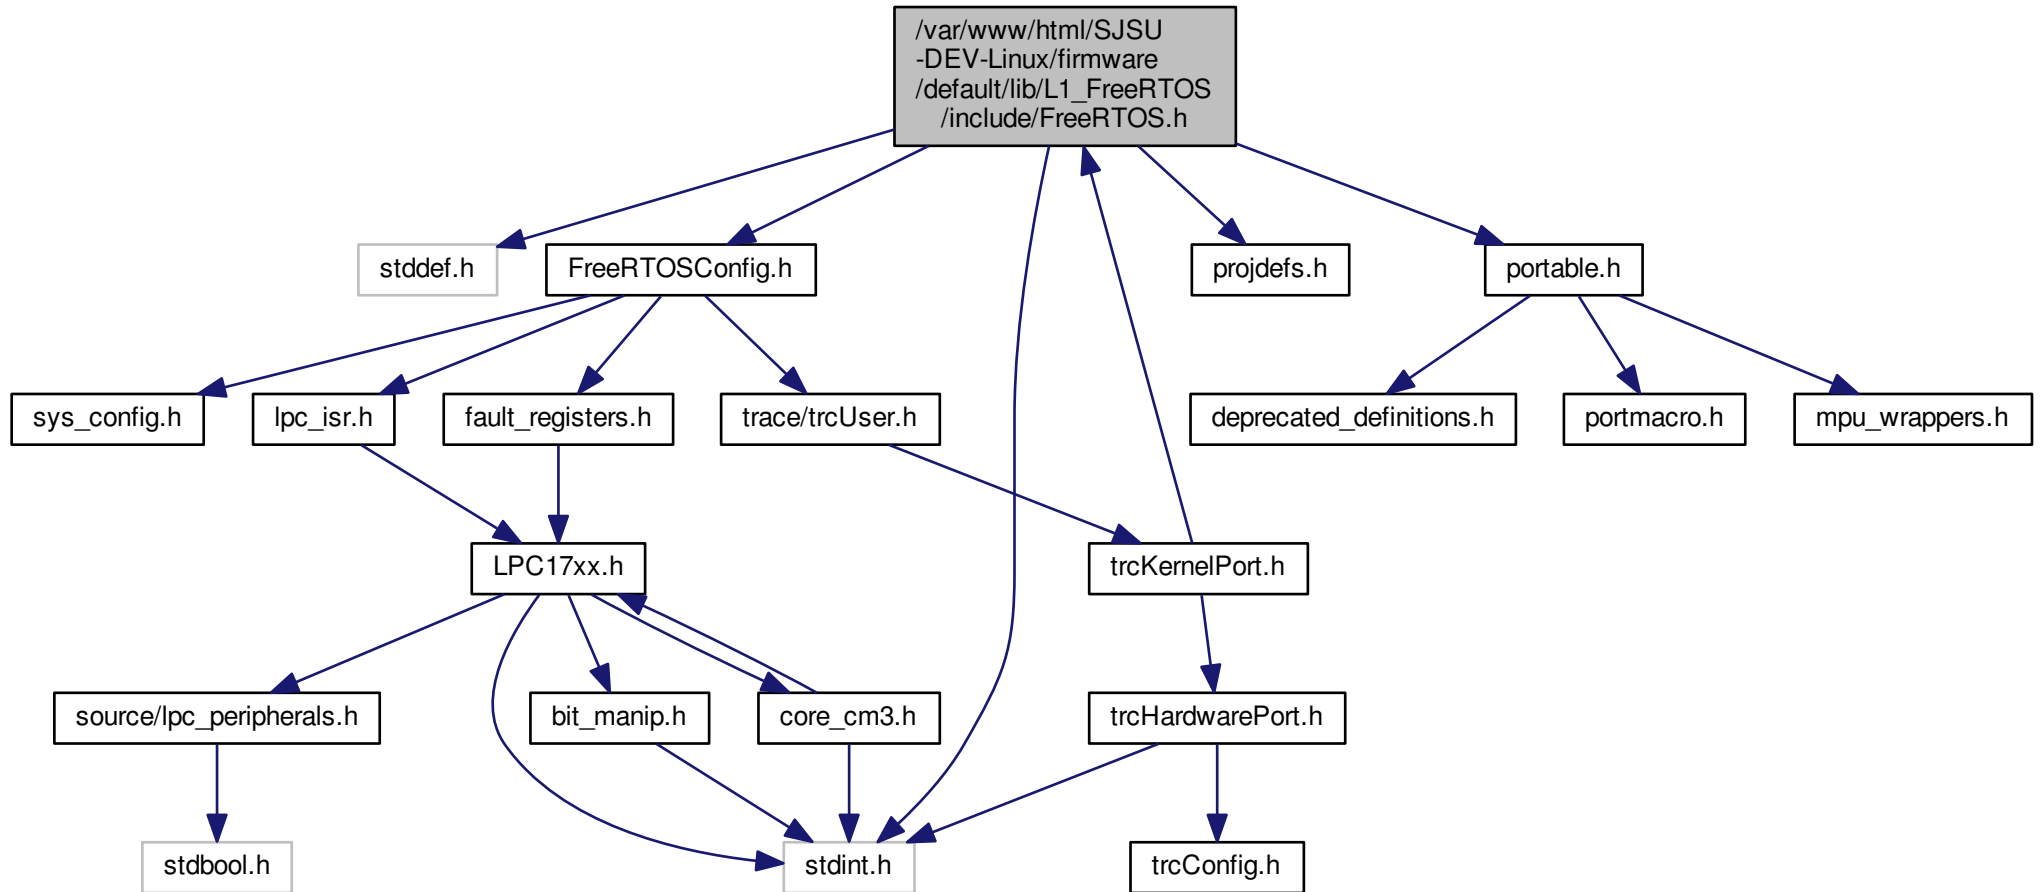 /var/www/html/SJSU
-DEV-Linux/firmware
/default/lib/L1_FreeRTOS
/include/FreeRTOS.h
stddef.h
FreeRTOSConfig.h
projdefs.h
portable.h
sys_config.h
lpc_isr.h
fault_registers.h
trace/trcUser.h
deprecated_definitions.h
portmacro.h
mpu_wrappers.h
LPC17xx.h
trcKernelPort.h
source/lpc_peripherals.h
bit_manip.h
core_cm3.h
trcHardwarePort.h
stdbool.h
stdint.h
trcConfig.h